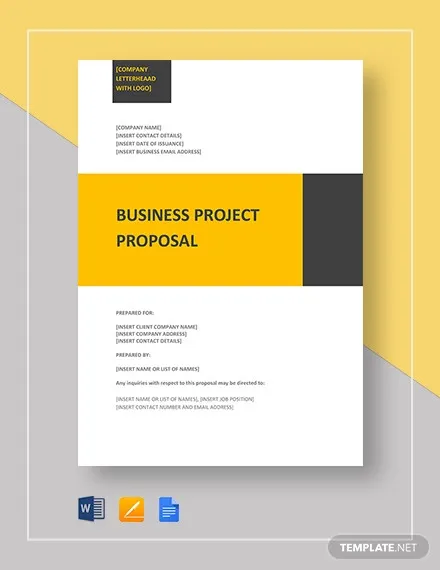 [COMPANY
LETTERHEAAD
WITH LOGO]
[COMPANY NAME]
[INSERT CONTACT DETAILS]
[INSERT DATE OF ISSUANCE]
[INSERT BUSINESS EMAIL ADDRESS]
BUSINESS PROJECT
PROPOSAL
PREPARED FOR:
[INSERT CLIENT COMPANY NAME]
[INSERT COMPANY ADDRESS]
[INSERT CONTACT DETAILS]
PREPARED BY:
[INSERT NAME OR LIST OF NAMES]
Any inquiries with respect to this proposal may be directed to:
[INSERT NAME OR LIST OF NAMES], [INSERT JOB POSITION]
[INSERT CONTACT NUMBER AND EMAIL ADDRESS]
W
TEMPLATE.NET